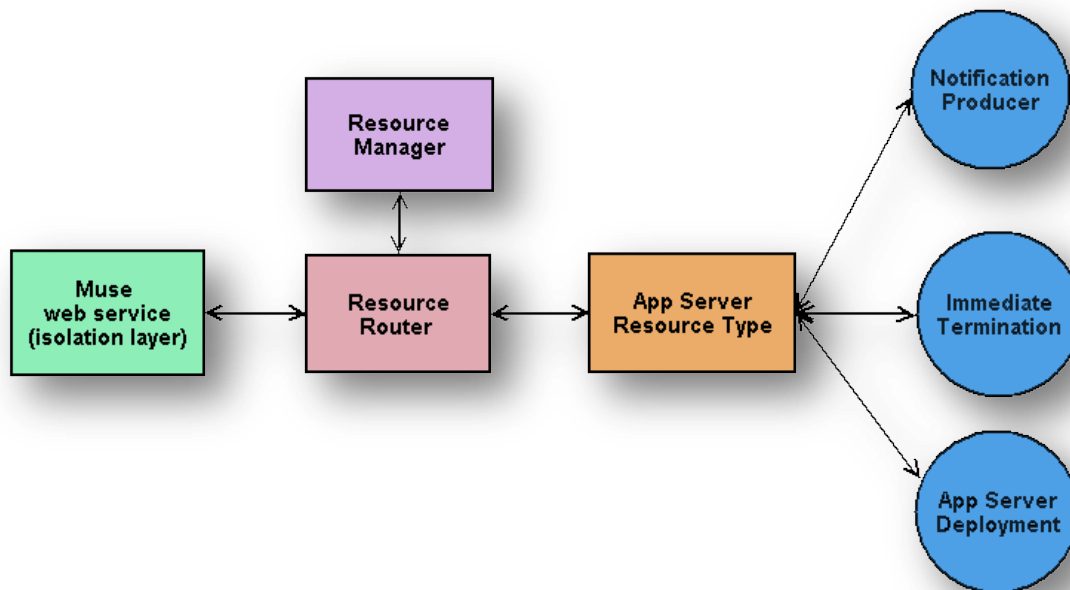 Notification
Producer
Resource
Manager
Muse
web service
(isolation layer)
Resource
Router
App Server
Resource Type
Immediate
Termination
App Server
Deployment